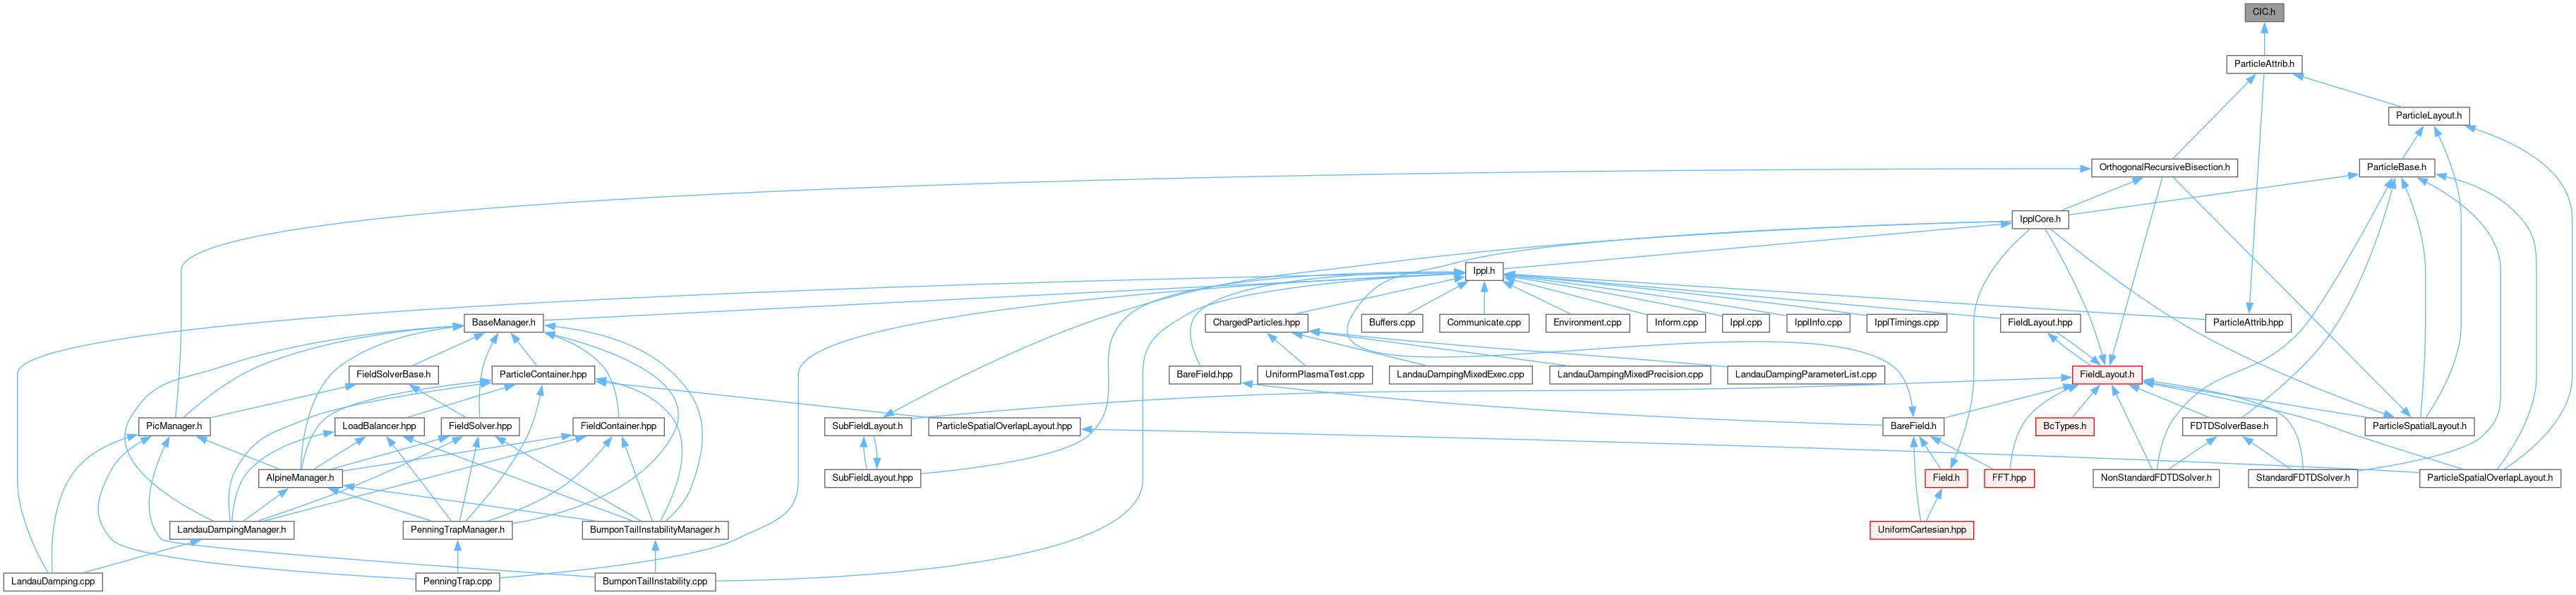 CIC.h
ParticleAttrib.h
ParticleLayout.h
OrthogonalRecursiveBisection.h
ParticleBase.h
IpplCore.h
Ippl.h
BaseManager.h
ChargedParticles.hpp
Buffers.cpp
Communicate.cpp
Environment.cpp
Inform.cpp
Ippl.cpp
IpplInfo.cpp
IpplTimings.cpp
FieldLayout.hpp
ParticleAttrib.hpp
FieldSolverBase.h
ParticleContainer.hpp
BareField.hpp
UniformPlasmaTest.cpp
LandauDampingMixedExec.cpp
LandauDampingMixedPrecision.cpp
LandauDampingParameterList.cpp
FieldLayout.h
PicManager.h
LoadBalancer.hpp
FieldSolver.hpp
FieldContainer.hpp
SubFieldLayout.h
ParticleSpatialOverlapLayout.hpp
BareField.h
BcTypes.h
FDTDSolverBase.h
ParticleSpatialLayout.h
AlpineManager.h
SubFieldLayout.hpp
Field.h
FFT.hpp
NonStandardFDTDSolver.h
StandardFDTDSolver.h
ParticleSpatialOverlapLayout.h
LandauDampingManager.h
PenningTrapManager.h
BumponTailInstabilityManager.h
UniformCartesian.hpp
LandauDamping.cpp
PenningTrap.cpp
BumponTailInstability.cpp